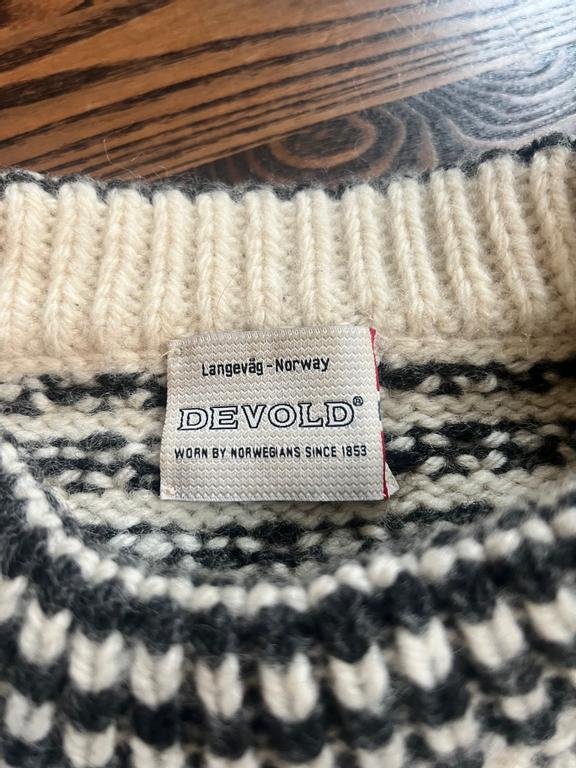 Langevåg - Norway
DEVOLD®
WORN BY NORWEGIANS SINCE 1853